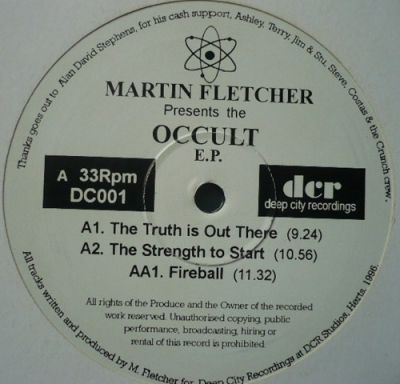 Thanks goes out to Alan David Stephens, for his cash support, Ashley, Terry, Jim & Stu, Steve, Costas & the Crunch crew.
MARTIN FLETCHER
Presents the
OCCULT
E.P.
A 33Rpm
DC001
dcr
deep city recordings
A1. The Truth is Out There (9.24)
A2. The Strength to Start (10.56)
AA1. Fireball (11.32)
All rights of the Produce and the Owner of the recorded
work reserved. Unauthorised copying, public
performance, broadcasting, hiring or
rental of this record is prohibited.
All tracks written and produced by M. Fletcher for Deep City Recordings at DCR Studios, Herts, 1996.